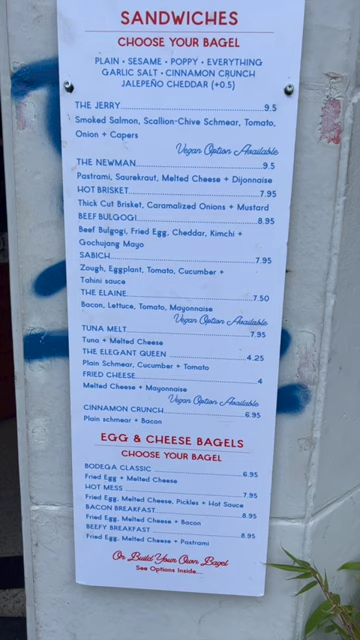 SANDWICHES
CHOOSE YOUR BAGEL
PLAIN • SESAME • POPPY • EVERYTHING
GARLIC SALT • CINNAMON CRUNCH
JALEPEÑO CHEDDAR (+0.5)
THE JERRY 9.5
Smoked Salmon, Scallion-Chive Schmear, Tomato,
Onion + Capers
Vegan Option Available
THE NEWMAN 9.5
Pastrami, Saurekraut, Melted Cheese + Dijonnaise
HOT BRISKET 7.95
Thick Cut Brisket, Caramalized Onions + Mustard
BEEF BULGOGI 8.95
Beef Bulgogi, Fried Egg, Cheddar, Kimchi +
Gochujang Mayo
SABICH 7.95
Zough, Eggplant, Tomato, Cucumber +
Tahini sauce
THE ELAINE 7.50
Bacon, Lettuce, Tomato, Mayonnaise
Vegan Option Available
TUNA MELT 7.95
Tuna + Melted Cheese
THE ELEGANT QUEEN 4.25
Plain Schmear, Cucumber + Tomato
FRIED CHEESE 4
Melted Cheese + Mayonnaise
Vegan Option Available
CINNAMON CRUNCH 6.95
Plain schmear + Bacon
EGG & CHEESE BAGELS
CHOOSE YOUR BAGEL
BODEGA CLASSIC 6.95
Fried Egg + Melted Cheese
HOT MESS 7.95
Fried Egg, Melted Cheese, Pickles + Hot Sauce
BACON BREAKFAST 8.95
Fried Egg, Melted Cheese + Bacon
BEEFY BREAKFAST 8.95
Fried Egg, Melted Cheese + Pastrami
Or Build Your Own Bagel
See Options Inside...